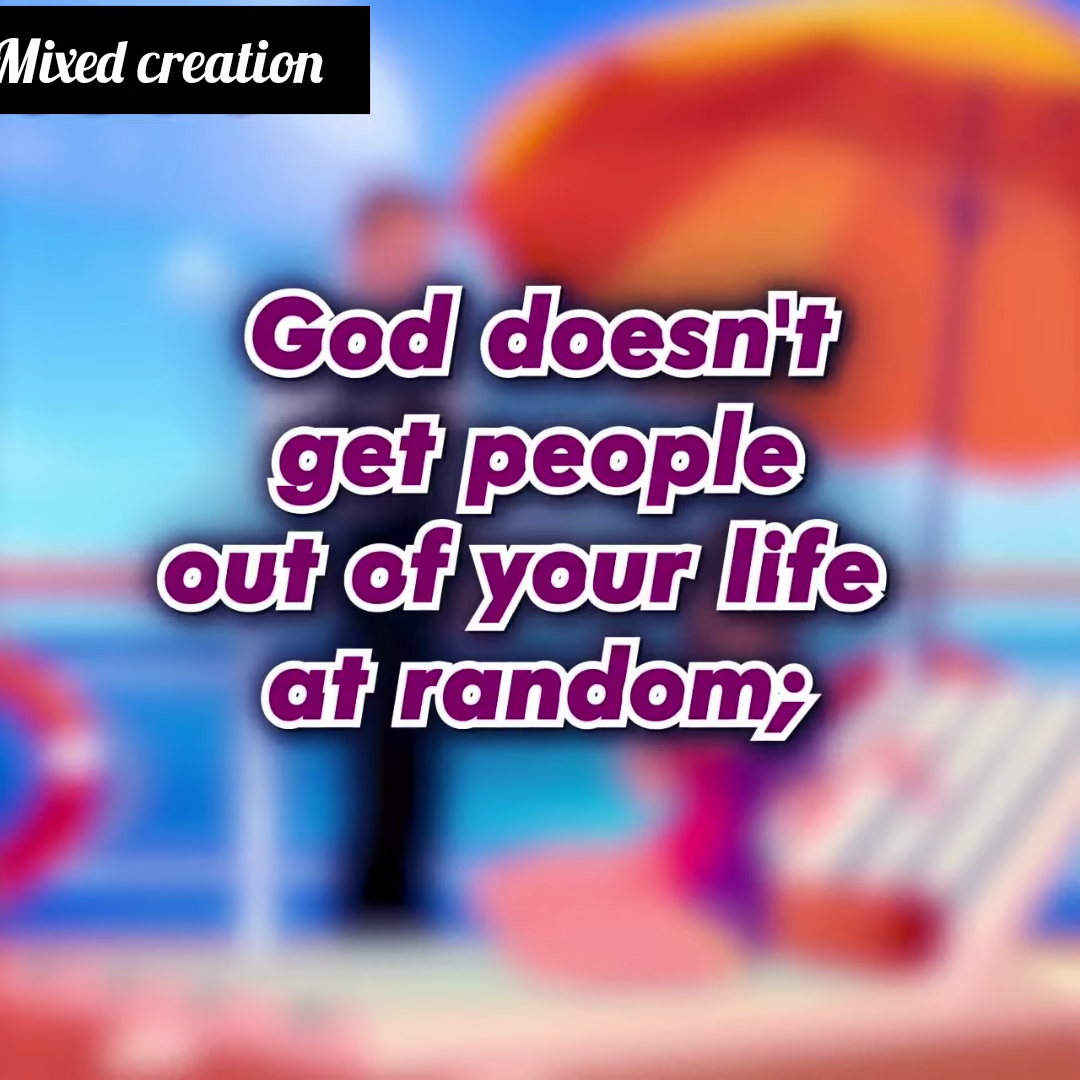 Mixed creation
God doesn't
get people
out of your life
at random;